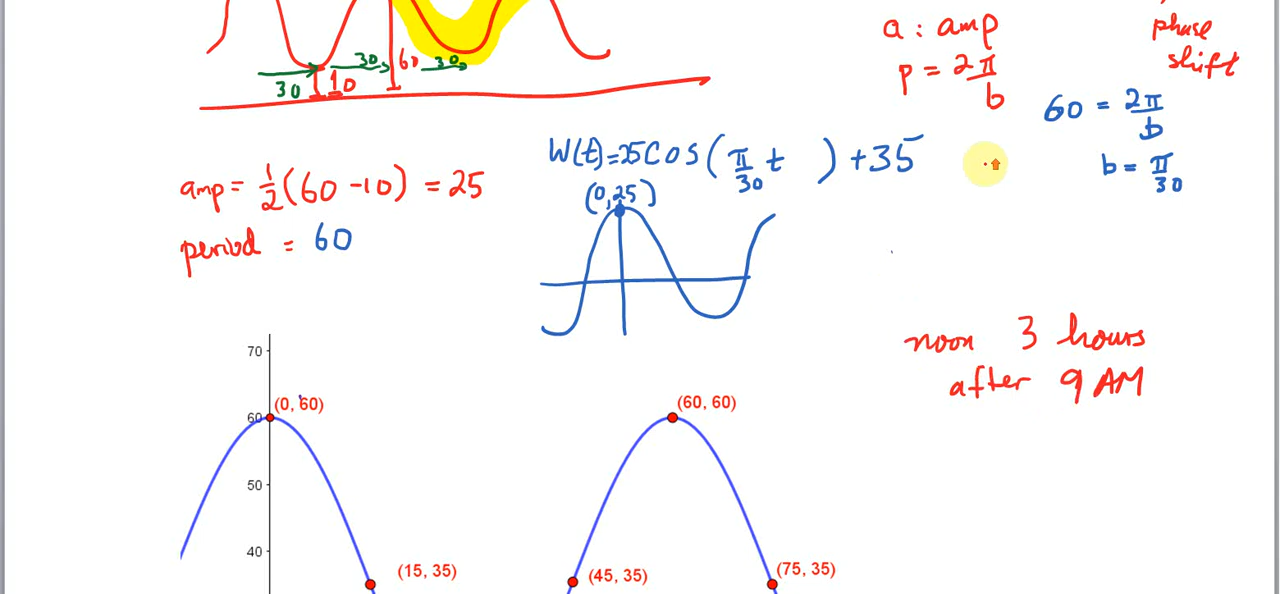 a : amp
phase
shift
p = 2π/b
30
60
30
30
10
60 = 2π/b
b = π/30
W(t)=25COS(π/30 t ) +35
(0,25)
amp = 1/2(60-10) = 25
period = 60
noon 3 hours
after 9 AM
70
60
50
40
(0, 60)
(60, 60)
(15, 35)
(45, 35)
(75, 35)